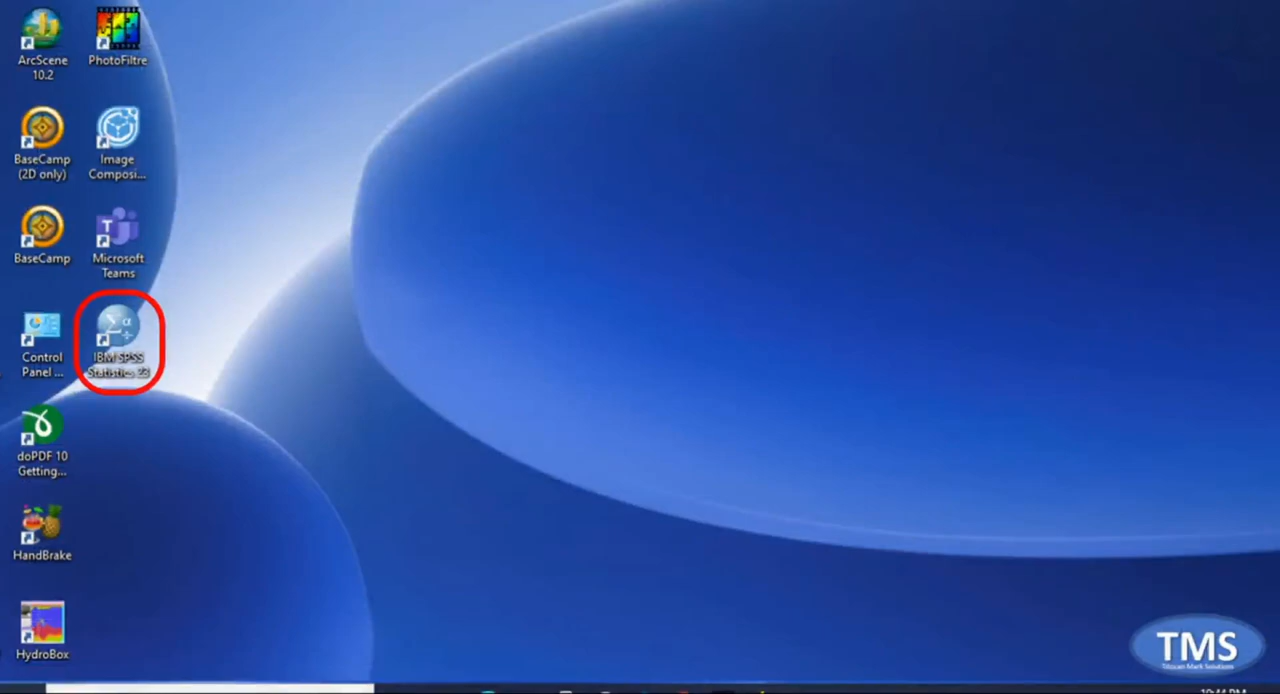 ArcScene
10.2
PhotoFiltre
BaseCamp
(2D only)
Image
Composi...
BaseCamp
Microsoft
Teams
Control
Panel ...
IBM SPSS
Statistics 23
doPDF 10
Getting...
HandBrake
HydroBox
TMS